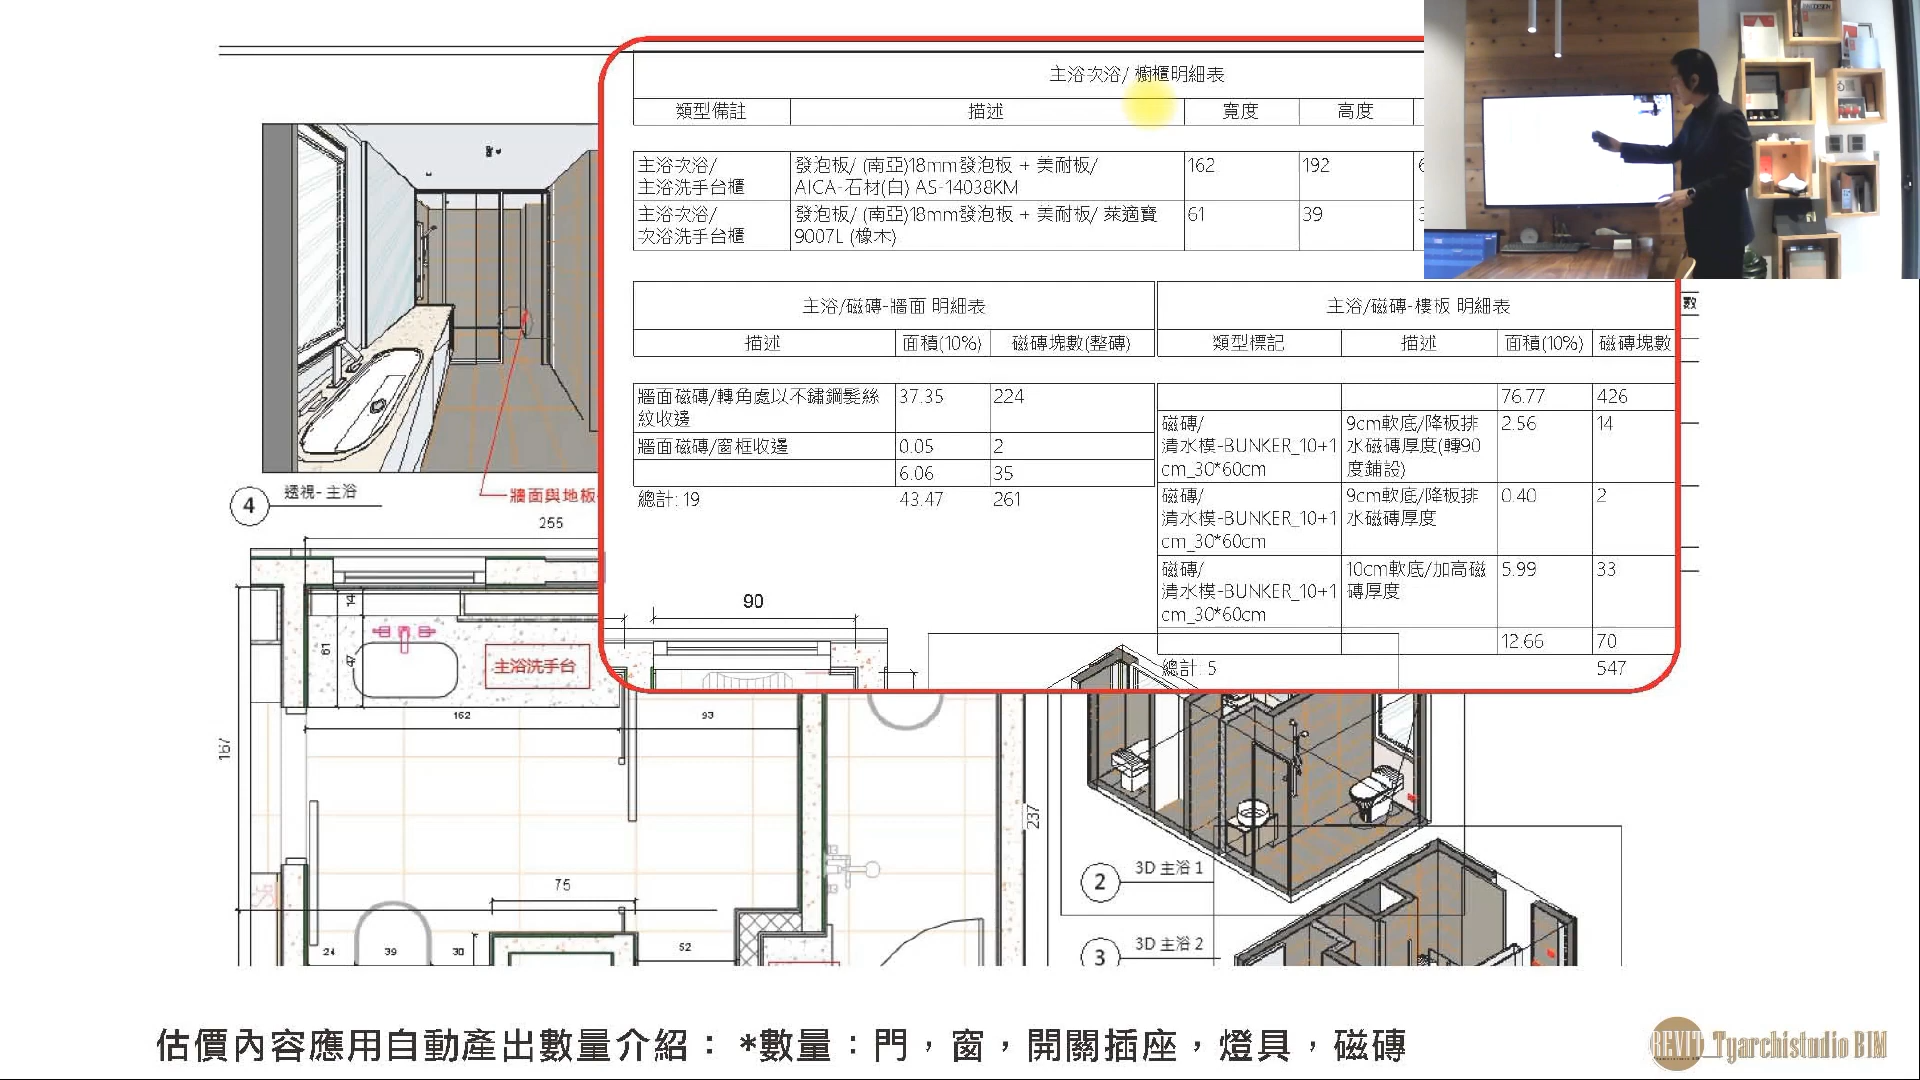 主浴次浴/ 櫥櫃明細表
類型備註 描述 寬度 高度
主浴次浴/
主浴洗手台櫃
發泡板/ (南亞)18mm發泡板 + 美耐板/
AICA-石材(白) AS-14038KM
162 192
主浴次浴/
次浴洗手台櫃
發泡板/ (南亞)18mm發泡板 + 美耐板/ 萊適寶
9007L (橡木)
61 39
主浴/磁磚-牆面 明細表
描述 面積(10%) 磁磚塊數(整磚)
牆面磁磚/轉角處以不鏽鋼髮絲
紋收邊
37.35 224
牆面磁磚/窗框收邊 0.05 2
6.06 35
總計: 19 43.47 261
主浴/磁磚-樓板 明細表
類型標記 描述 面積(10%) 磁磚塊數
76.77 426
磁磚/
清水模-BUNKER_10+1
cm_30*60cm
9cm軟底/降板排
水磁磚厚度(轉90
度鋪設)
2.56 14
磁磚/
清水模-BUNKER_10+1
cm_30*60cm
9cm軟底/降板排
水磁磚厚度
0.40 2
磁磚/
清水模-BUNKER_10+1
cm_30*60cm
10cm軟底/加高磁
磚厚度
5.99 33
12.66 70
總計: 5 547
數
4 透視- 主浴
牆面與地板
255
90
14
61
47
主浴洗手台
162
93
167
237
75
24
39
30
52
2 3D 主浴 1
3 3D 主浴 2
估價內容應用自動產出數量介紹： *數量：門，窗，開關插座，燈具，磁磚
REVIT Tyarchistudio BIM